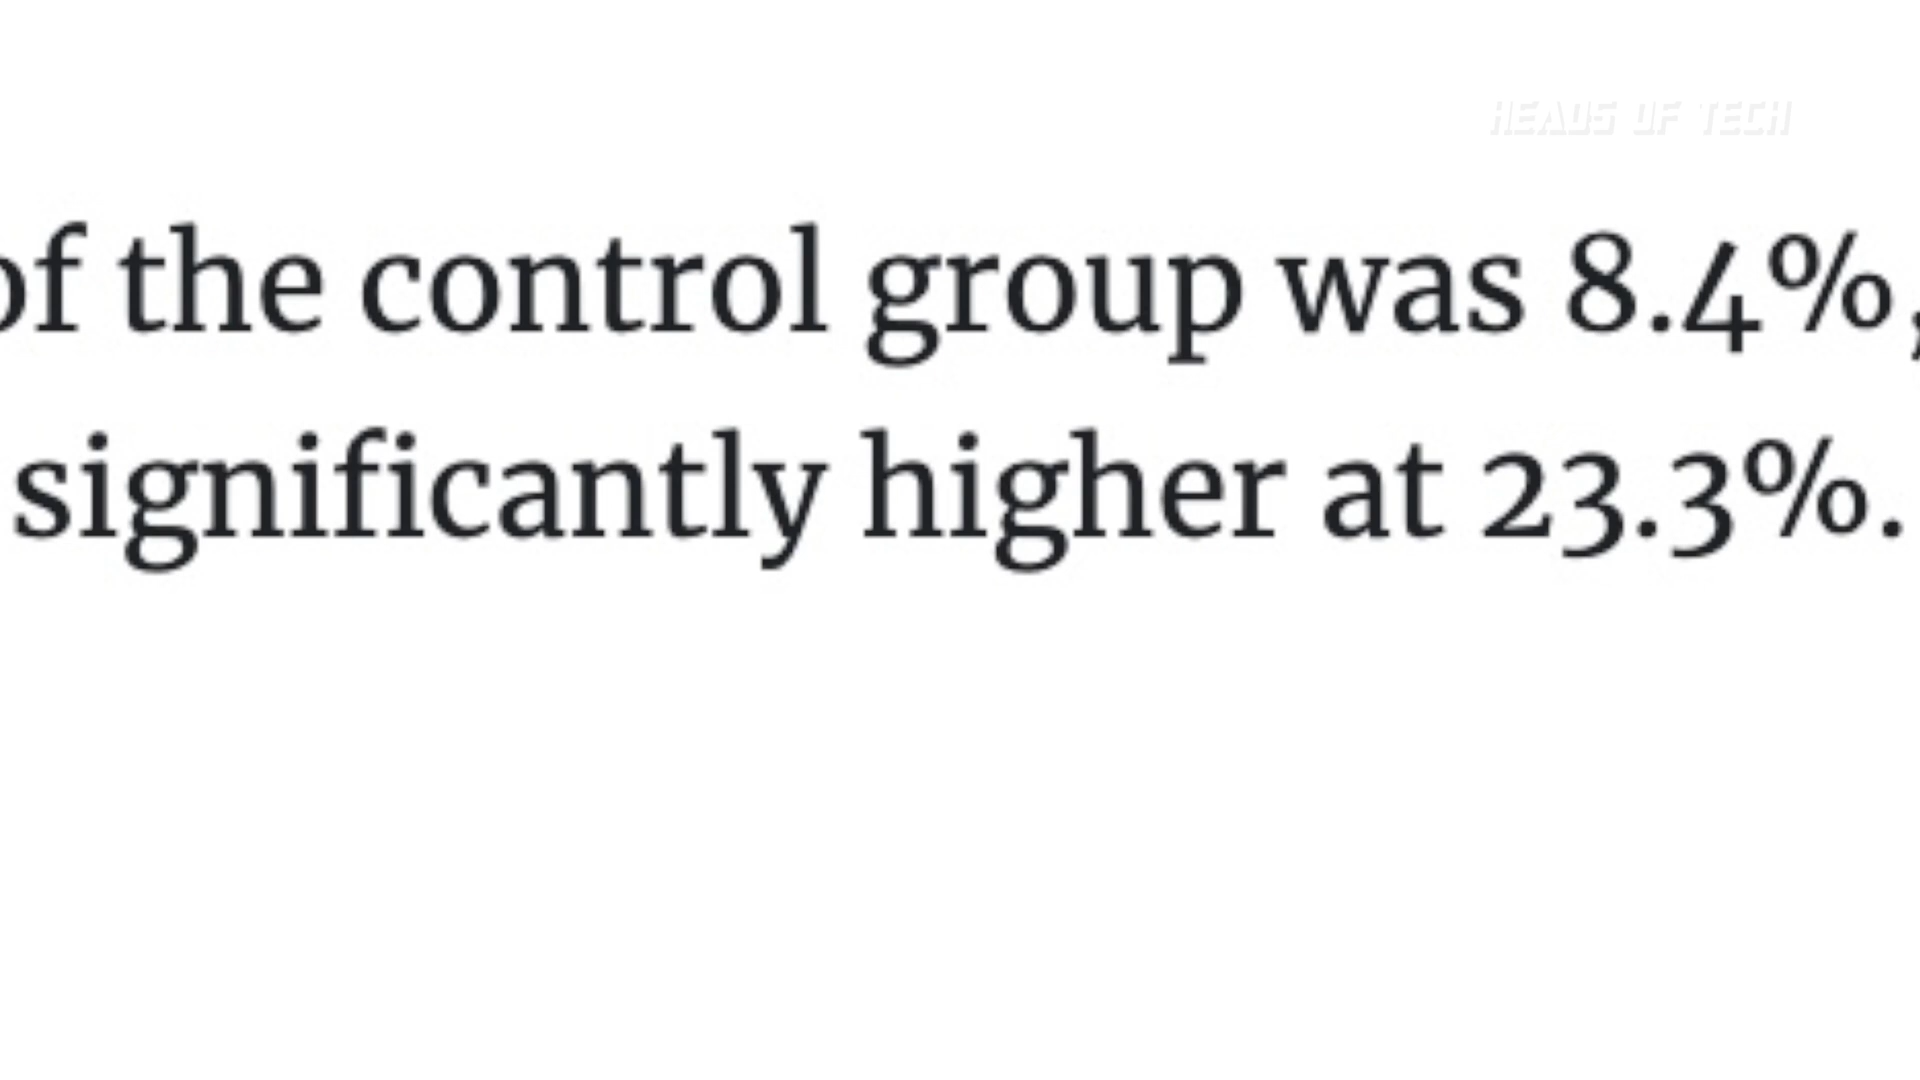 HEADS OF TECH
of the control group was 8.4%,
significantly higher at 23.3%.